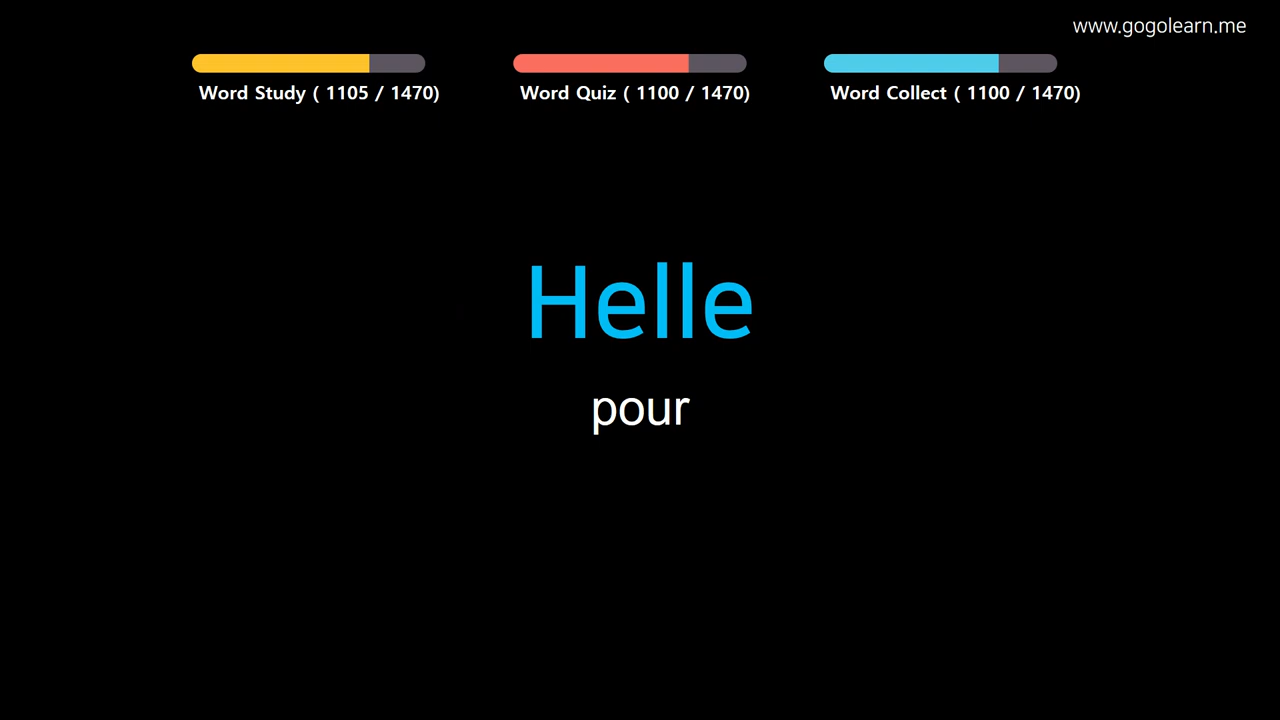 www.gogolearn.me
Word Study ( 1105 / 1470)
Word Quiz ( 1100 / 1470)
Word Collect ( 1100 / 1470)
Helle
pour